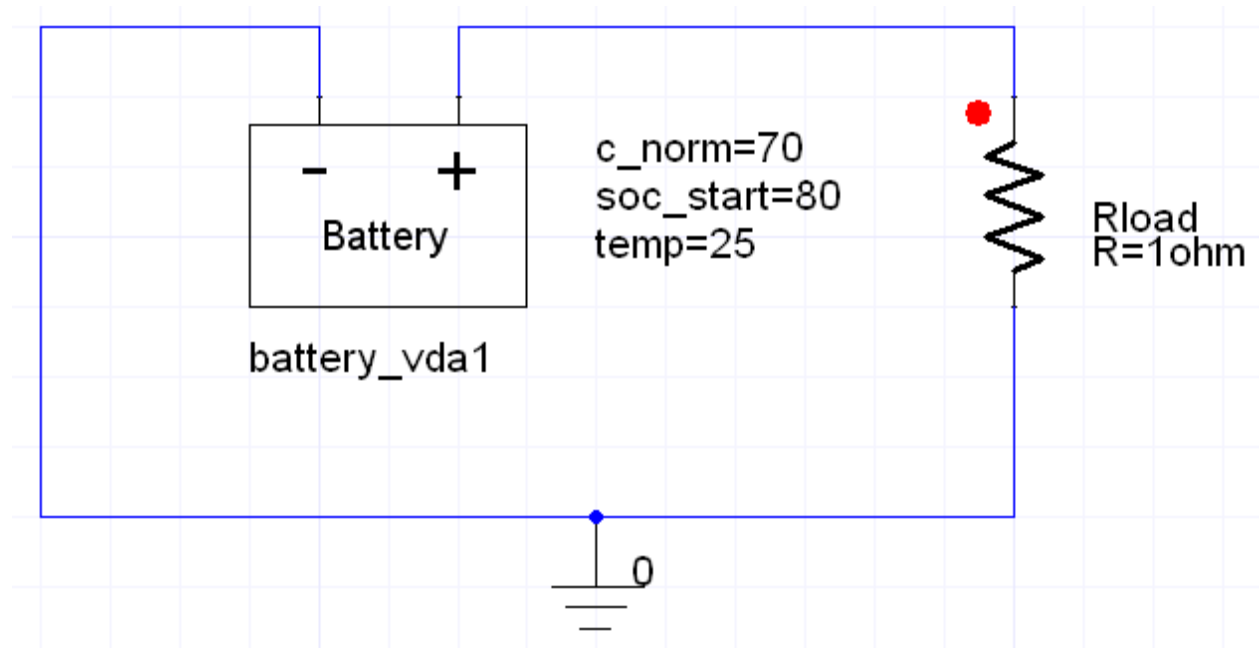 - +
Battery
battery_vda1
c_norm=70
soc_start=80
temp=25
Rload
R=1ohm
0